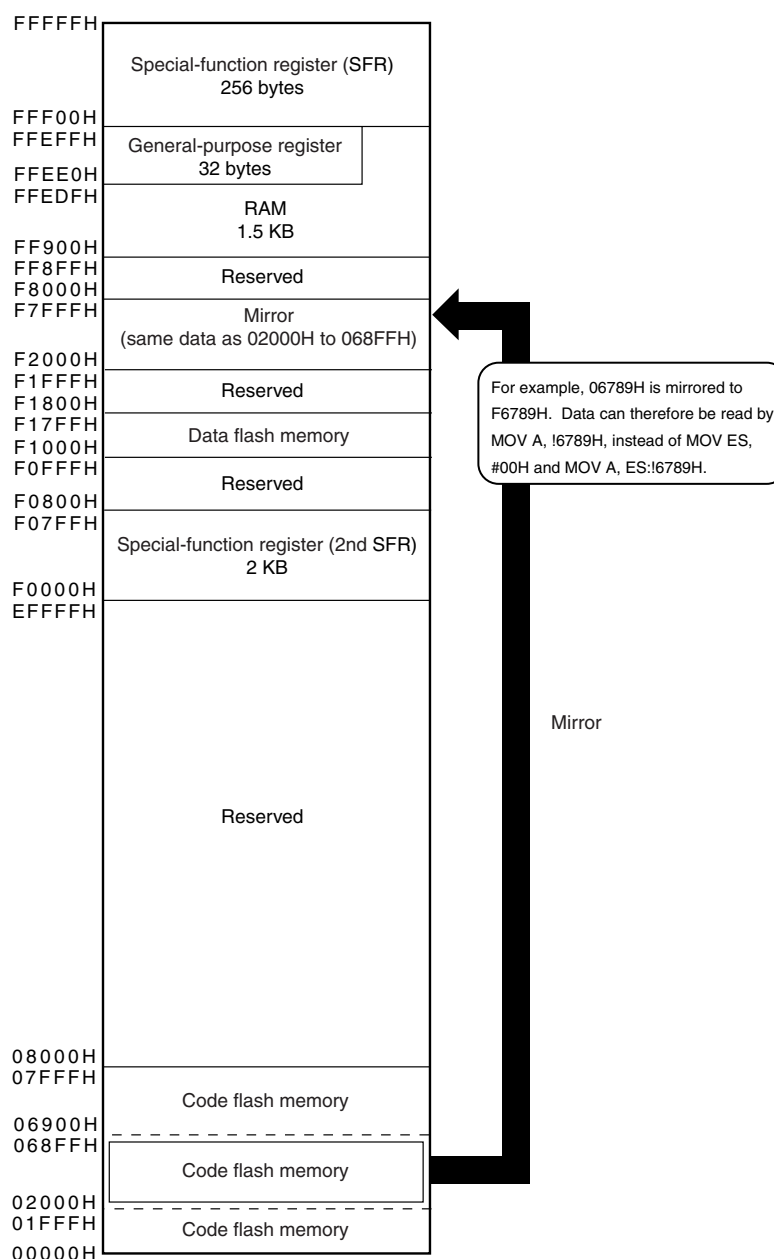 FFFFFH
Special-function register (SFR)
256 bytes
FFF00H
FFEFFH
General-purpose register
32 bytes
FFEE0H
FFEDFH
RAM
1.5 KB
FF900H
FF8FFH
Reserved
F8000H
F7FFFH
Mirror
(same data as 02000H to 068FFH)
F2000H
F1FFFH
Reserved
F1800H
F17FFH
Data flash memory
F1000H
F0FFFH
Reserved
F0800H
F07FFH
Special-function register (2nd SFR)
2 KB
F0000H
EFFFFH
Reserved
08000H
07FFFH
Code flash memory
06900H
068FFH
Code flash memory
02000H
01FFFH
Code flash memory
00000H
For example, 06789H is mirrored to
F6789H. Data can therefore be read by
MOV A, !6789H, instead of MOV ES,
#00H and MOV A, ES:!6789H.
Mirror